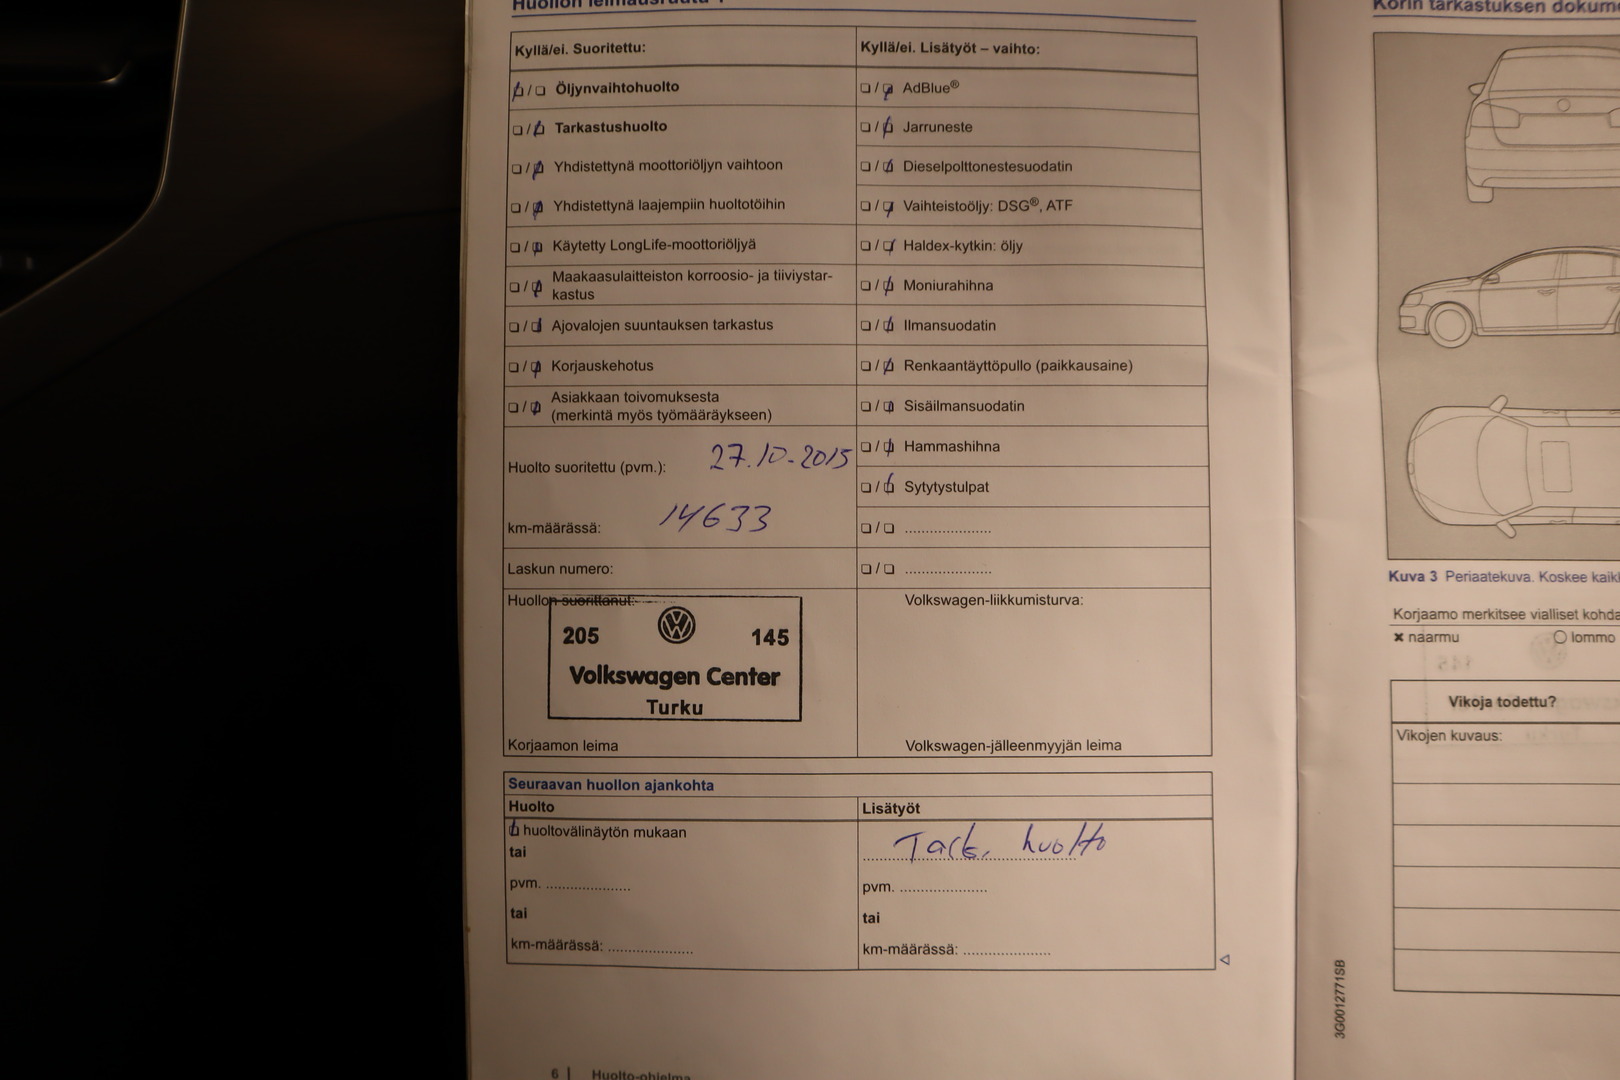 Huollon leimausruutu
Kyllä/ei. Suoritettu:
Öljynvaihtohuolto
Tarkastushuolto
Yhdistettynä moottoriöljyn vaihtoon
Yhdistettynä laajempiin huoltotöihin
Käytetty LongLife-moottoriöljyä
Maakaasulaitteiston korroosio- ja tiiviystar-
kastus
Ajovalojen suuntauksen tarkastus
Korjauskehotus
Asiakkaan toivomuksesta
(merkintä myös työmääräykseen)
Huolto suoritettu (pvm.): 27.10-2015
km-määrässä: 14633
Laskun numero:
Huollon suorittanut:
205 145
Volkswagen Center
Turku
Korjaamon leima
Kyllä/ei. Lisätyöt – vaihto:
AdBlue®
Jarruneste
Dieselpolttonestesuodatin
Vaihteistoöljy: DSG®, ATF
Haldex-kytkin: öljy
Moniurahihna
Ilmansuodatin
Renkaantäyttöpullo (paikkausaine)
Sisäilmansuodatin
Hammashihna
Sytytystulpat
.....................
.....................
Volkswagen-liikkumisturva:
Volkswagen-jälleenmyyjän leima
Seuraavan huollon ajankohta
Huolto
huoltovälinäytön mukaan
tai
pvm. .....................
tai
km-määrässä: .....................
Lisätyöt
Tark. huolto
pvm. .....................
tai
km-määrässä: .....................
6 | Huolto-ohjelma
Korin tarkastuksen dokum
Kuva 3 Periaatekuva. Koskee kaik
Korjaamo merkitsee vialliset kohda
naarmu lommo
Vikoja todettu?
Vikojen kuvaus:
3G0012771SB